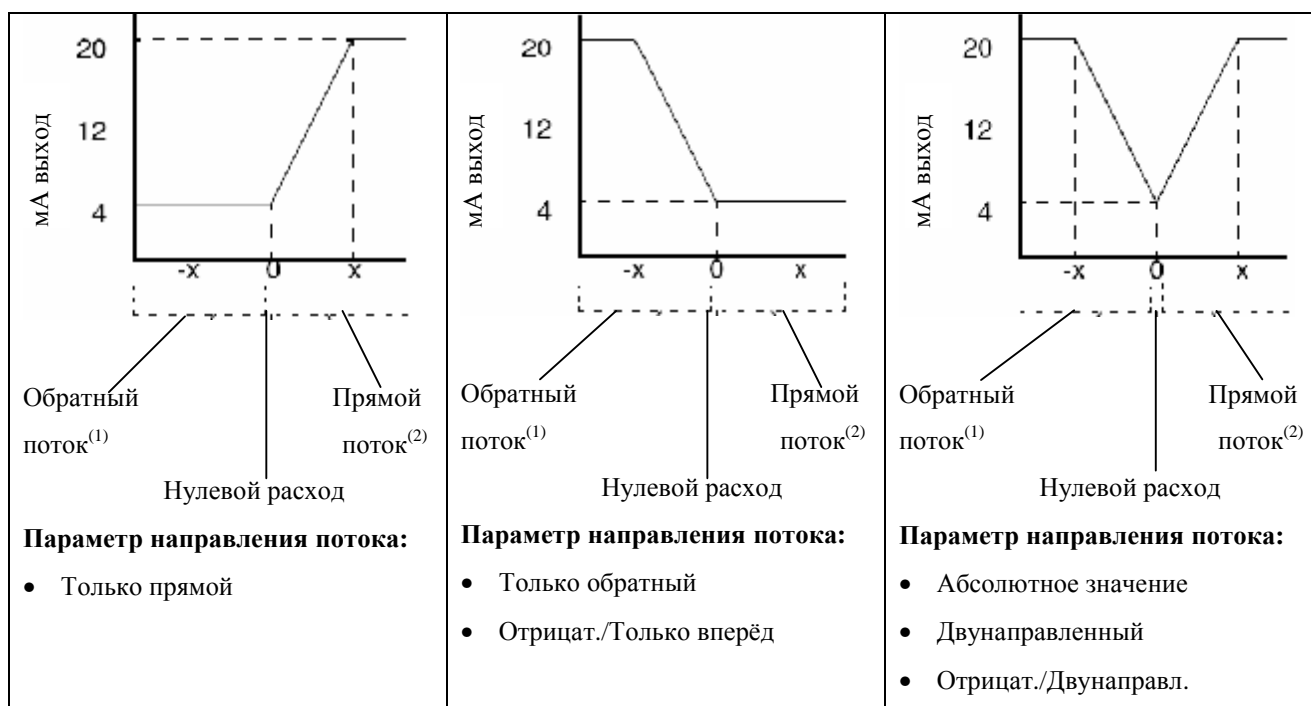 20
12
4
мА выход
-x 0 x
Обратный
поток(1)
Прямой
поток(2)
Нулевой расход
Параметр направления потока:
• Только прямой
20
12
4
мА выход
-x 0 x
Обратный
поток(1)
Прямой
поток(2)
Нулевой расход
Параметр направления потока:
• Только обратный
• Отрицат./Только вперёд
20
12
4
мА выход
-x 0 x
Обратный
поток(1)
Прямой
поток(2)
Нулевой расход
Параметр направления потока:
• Абсолютное значение
• Двунаправленный
• Отрицат./Двунаправл.